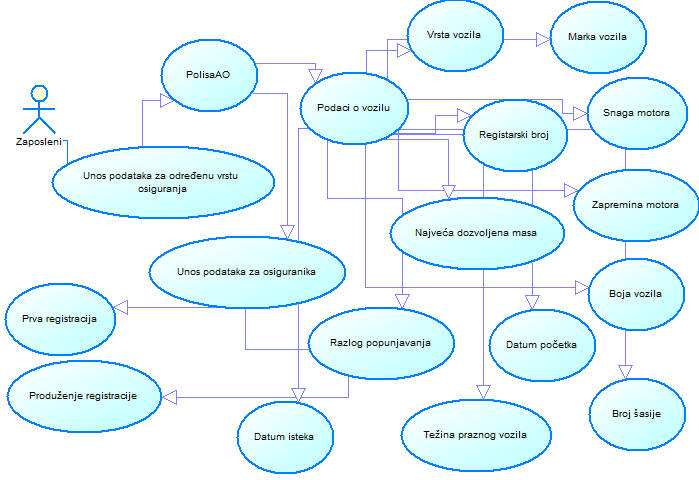 Vrsta vozila
Marka vozila
PolisaAO
Podaci o vozilu
Snaga motora
Registarski broj
Zaposleni
Unos podataka za određenu vrstu
osiguranja
Zapremina motora
Najveća dozvoljena masa
Unos podataka za osiguranika
Boja vozila
Prva registracija
Razlog popunjavanja
Datum početka
Produženje registracije
Broj šasije
Datum isteka
Težina praznog vozila